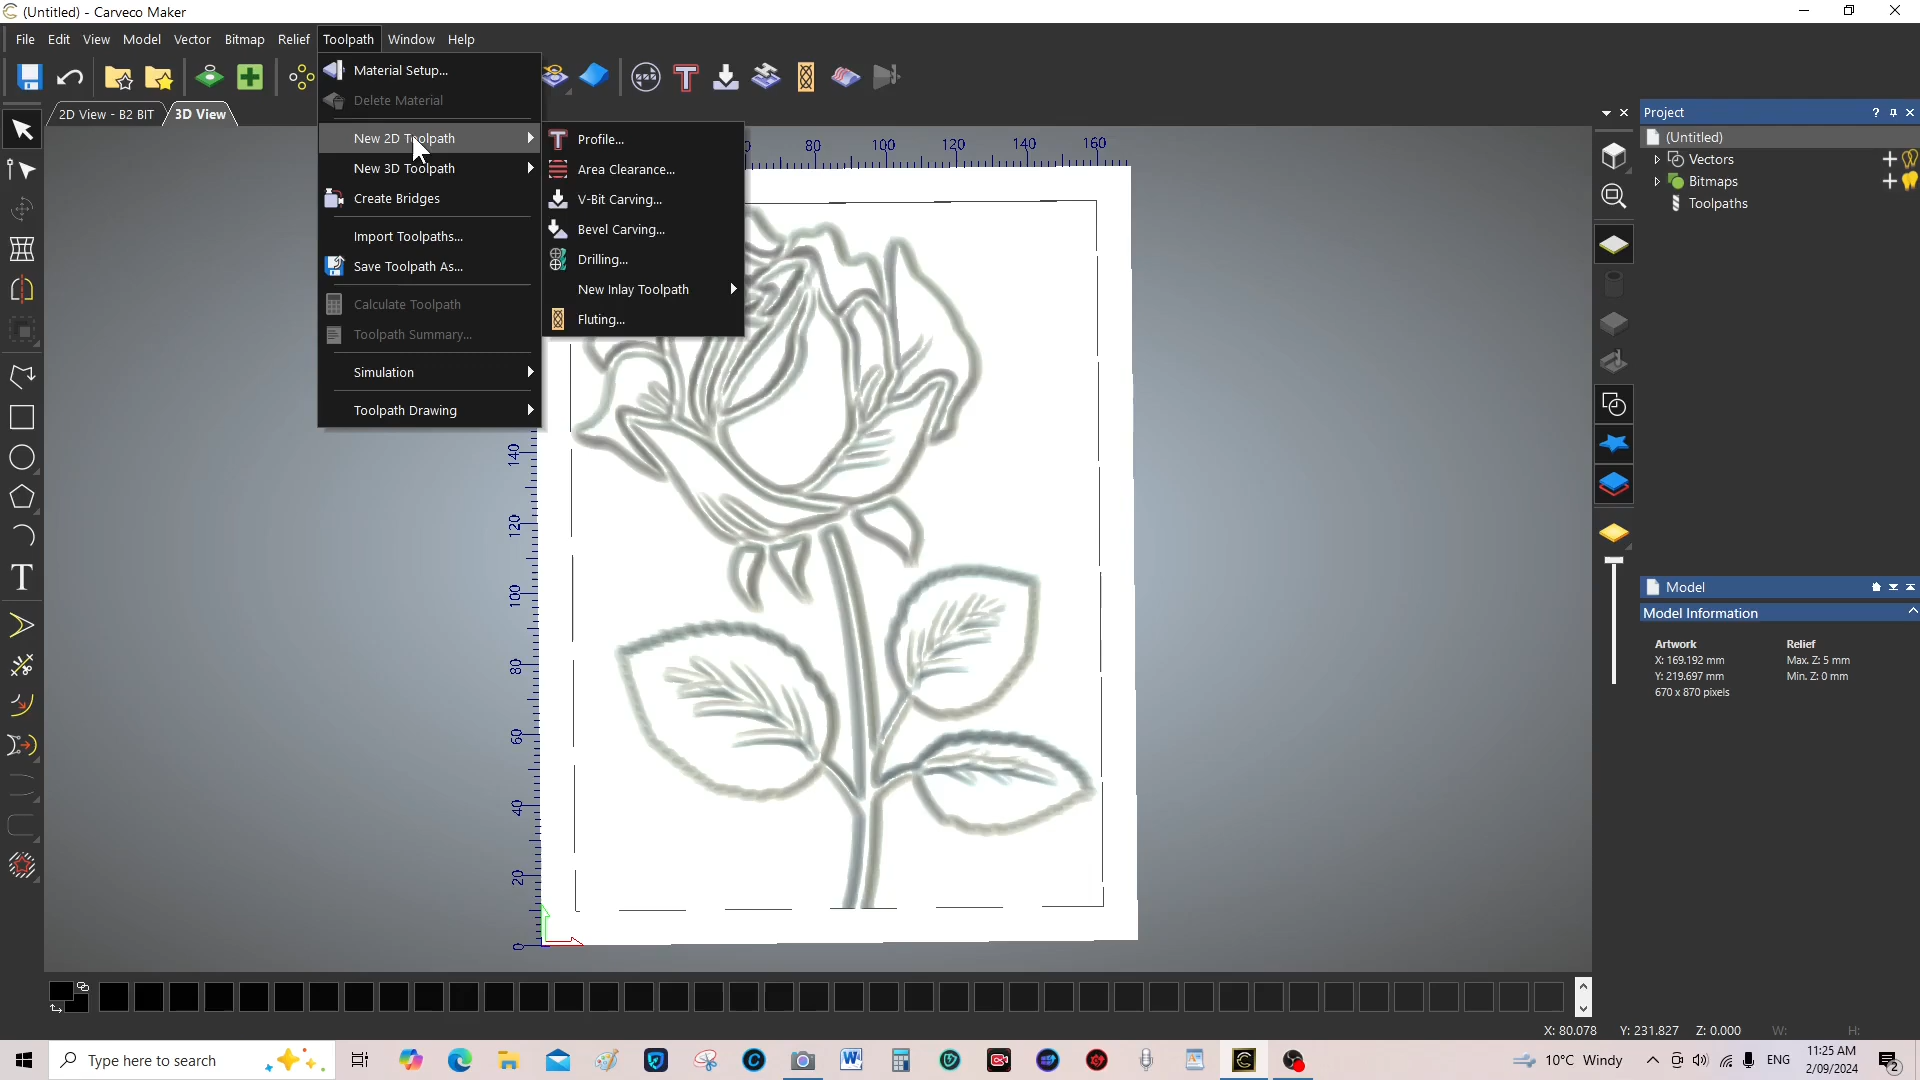 (Untitled) - Carveco Maker
File Edit View Model Vector Bitmap Relief Toolpath Window Help
2D View - B2 BIT 3D View
Material Setup...
Delete Material
New 2D Toolpath
New 3D Toolpath
Create Bridges
Import Toolpaths...
Save Toolpath As...
Calculate Toolpath
Toolpath Summary...
Simulation
Toolpath Drawing
Profile...
Area Clearance...
V-Bit Carving...
Bevel Carving...
Drilling...
New Inlay Toolpath
Fluting...
80 100 120 140 160
140
120
100
80
60
40
20
0
T
Project
(Untitled)
Vectors
Bitmaps
Toolpaths
Model
Model Information
Artwork Relief
X: 169.192 mm Max. Z: 5 mm
Y: 219.697 mm Min. Z: 0 mm
670 x 870 pixels
X: 80.078 Y: 231.827 Z: 0.000 W: H:
Type here to search
10°C Windy
ENG
11:25 AM
2/09/2024
2